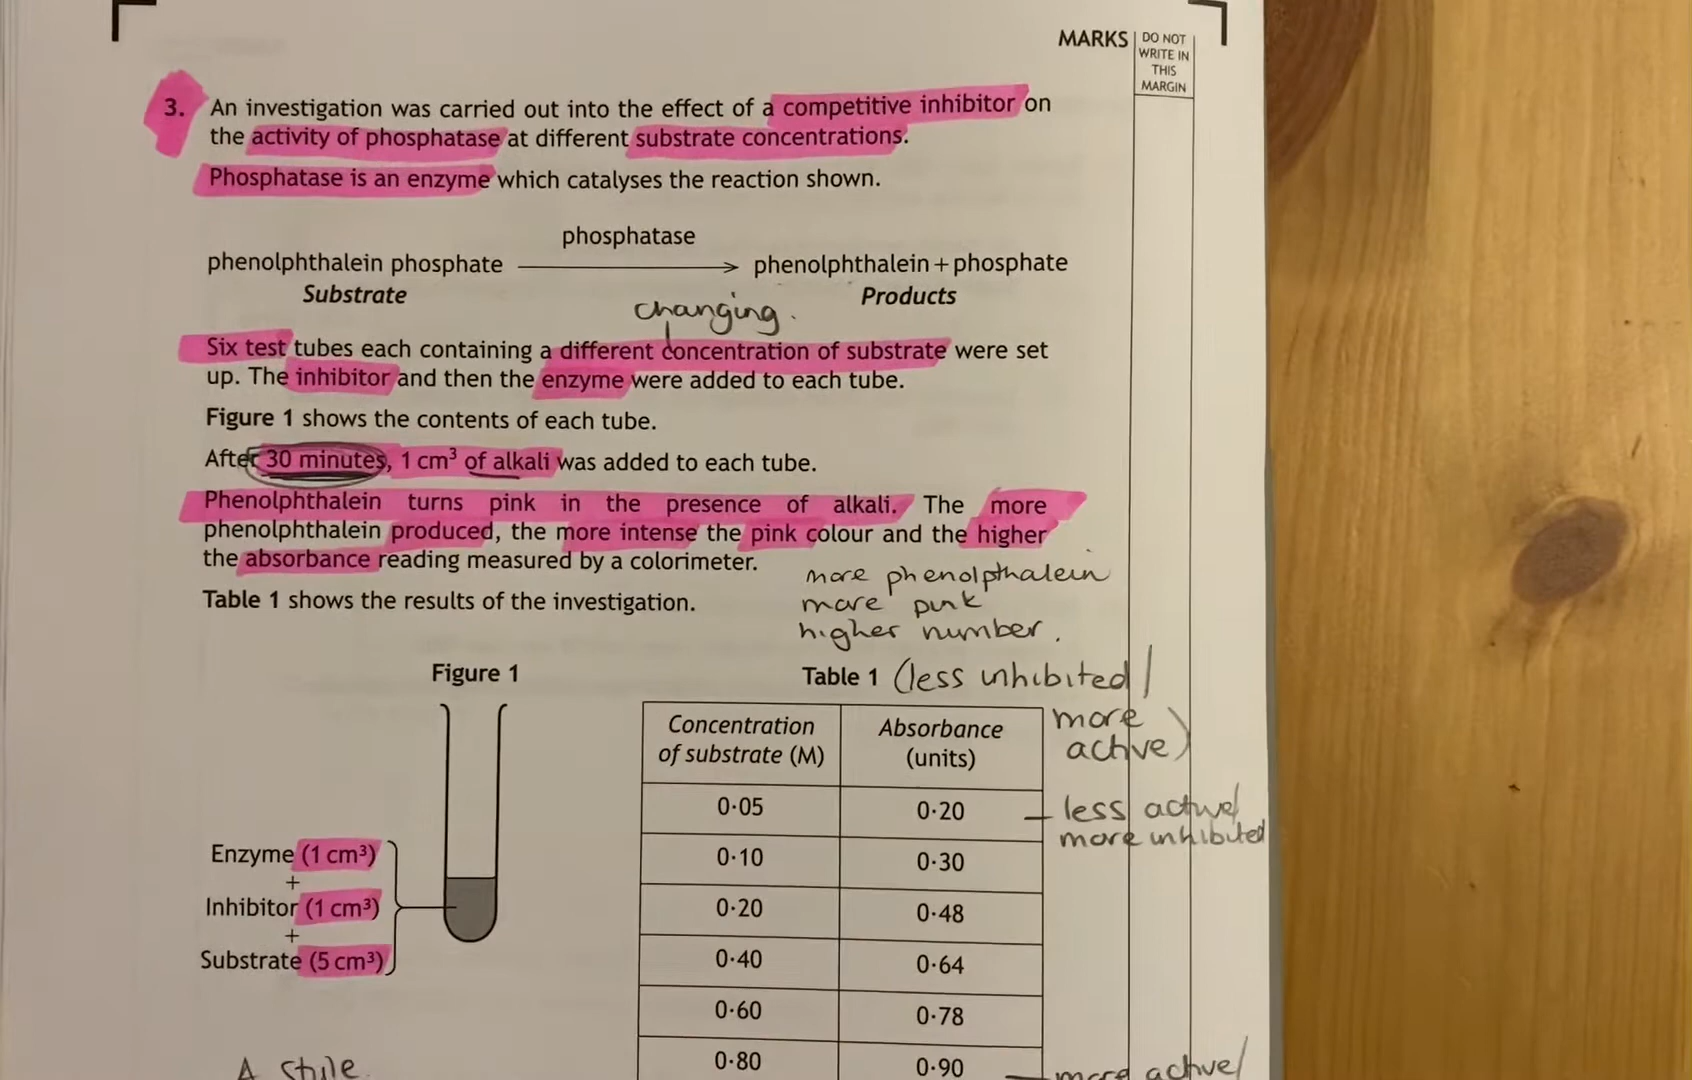 MARKS
DO NOT
WRITE IN
THIS
MARGIN
3. An investigation was carried out into the effect of a competitive inhibitor on
the activity of phosphatase at different substrate concentrations.
Phosphatase is an enzyme which catalyses the reaction shown.
phosphatase
phenolphthalein phosphate → phenolphthalein + phosphate
Substrate Products
changing.
Six test tubes each containing a different concentration of substrate were set
up. The inhibitor and then the enzyme were added to each tube.
Figure 1 shows the contents of each tube.
After 30 minutes, 1 cm³ of alkali was added to each tube.
Phenolphthalein turns pink in the presence of alkali. The more
phenolphthalein produced, the more intense the pink colour and the higher
the absorbance reading measured by a colorimeter.
more phenolpthalein
more pink
higher number.
Table 1 shows the results of the investigation.
Figure 1
Enzyme (1 cm³)
+
Inhibitor (1 cm³)
+
Substrate (5 cm³)
Table 1 (less inhibited/
more
active)
Concentration
of substrate (M)
Absorbance
(units)
0·05 0·20
less active/
more inhibited
0·10 0·30
0·20 0·48
0·40 0·64
0·60 0·78
0·80 0·90
more active/
A style